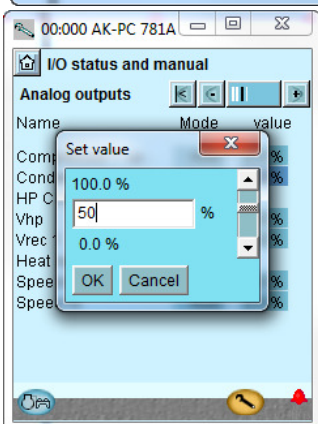 00:000 AK-PC 781A
I/O status and manual
Analog outputs
Name Mode value
Set value
Comp %
100.0 %
Cond %
HP C
50 %
Vhp %
Vrec %
0.0 %
Heat
OK Cancel
Spee %
Spee %